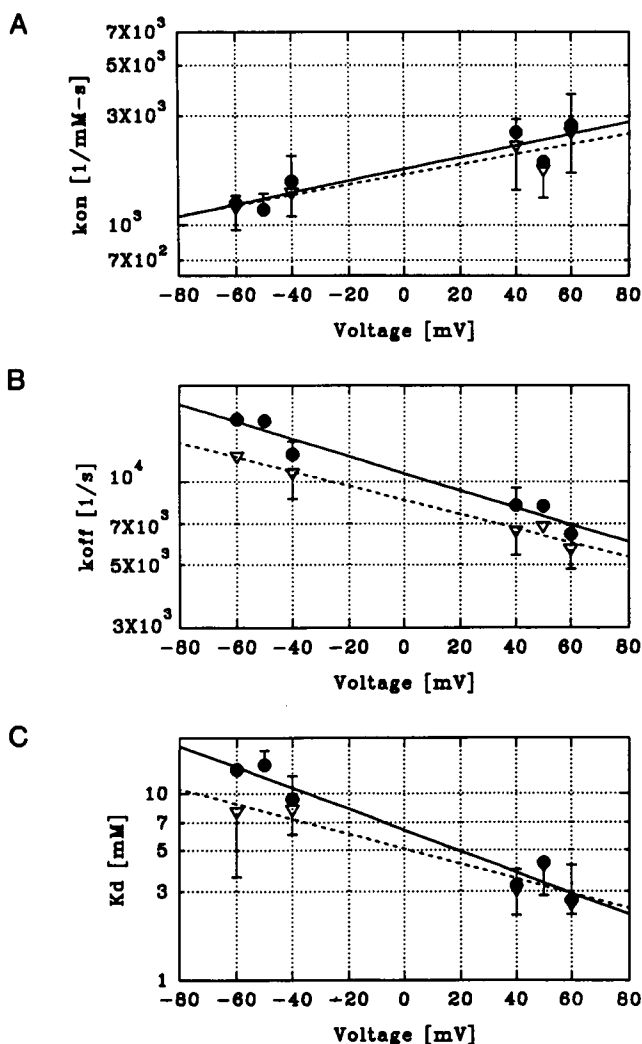 A
7X10³
5X10³
3X10³
10³
7X10²
kon [1/mM-s]
-80 -60 -40 -20 0 20 40 60 80
Voltage [mV]
B
10⁴
7X10³
5X10³
3X10³
koff [1/s]
-80 -60 -40 -20 0 20 40 60 80
Voltage [mV]
C
10
7
5
3
1
Kd [mM]
-80 -60 -40 -20 0 20 40 60 80
Voltage [mV]